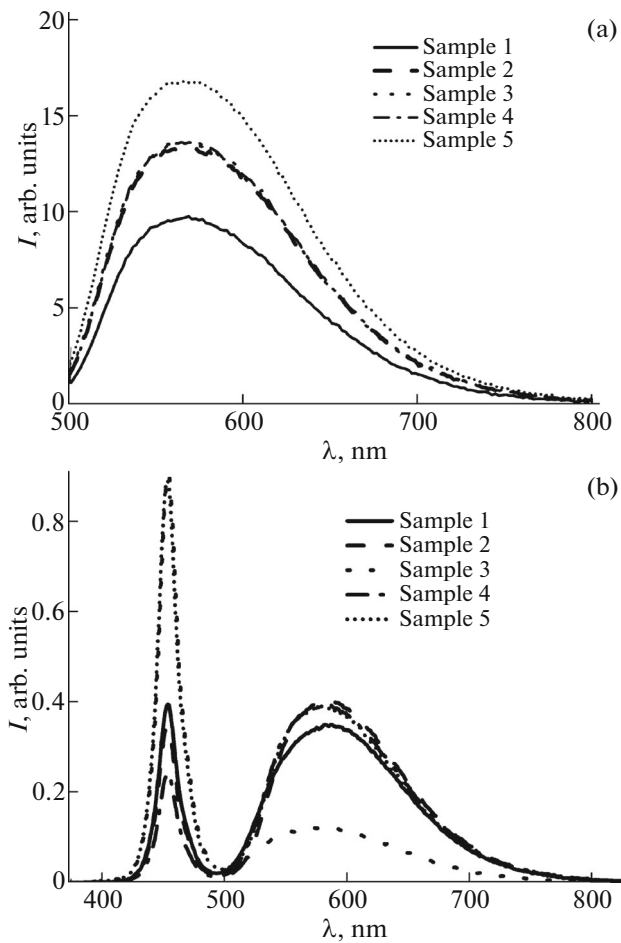 (a)
20
15
10
5
0
I, arb. units
Sample 1
Sample 2
Sample 3
Sample 4
Sample 5
500 600 700 800
λ, nm
(b)
0.8
0.6
0.4
0.2
0
I, arb. units
Sample 1
Sample 2
Sample 3
Sample 4
Sample 5
400 500 600 700 800
λ, nm